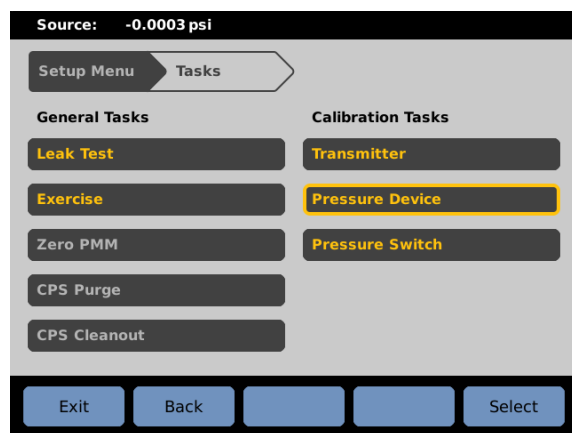 Source: -0.0003 psi
Setup Menu Tasks
General Tasks
Leak Test
Exercise
Zero PMM
CPS Purge
CPS Cleanout
Calibration Tasks
Transmitter
Pressure Device
Pressure Switch
Exit Back Select